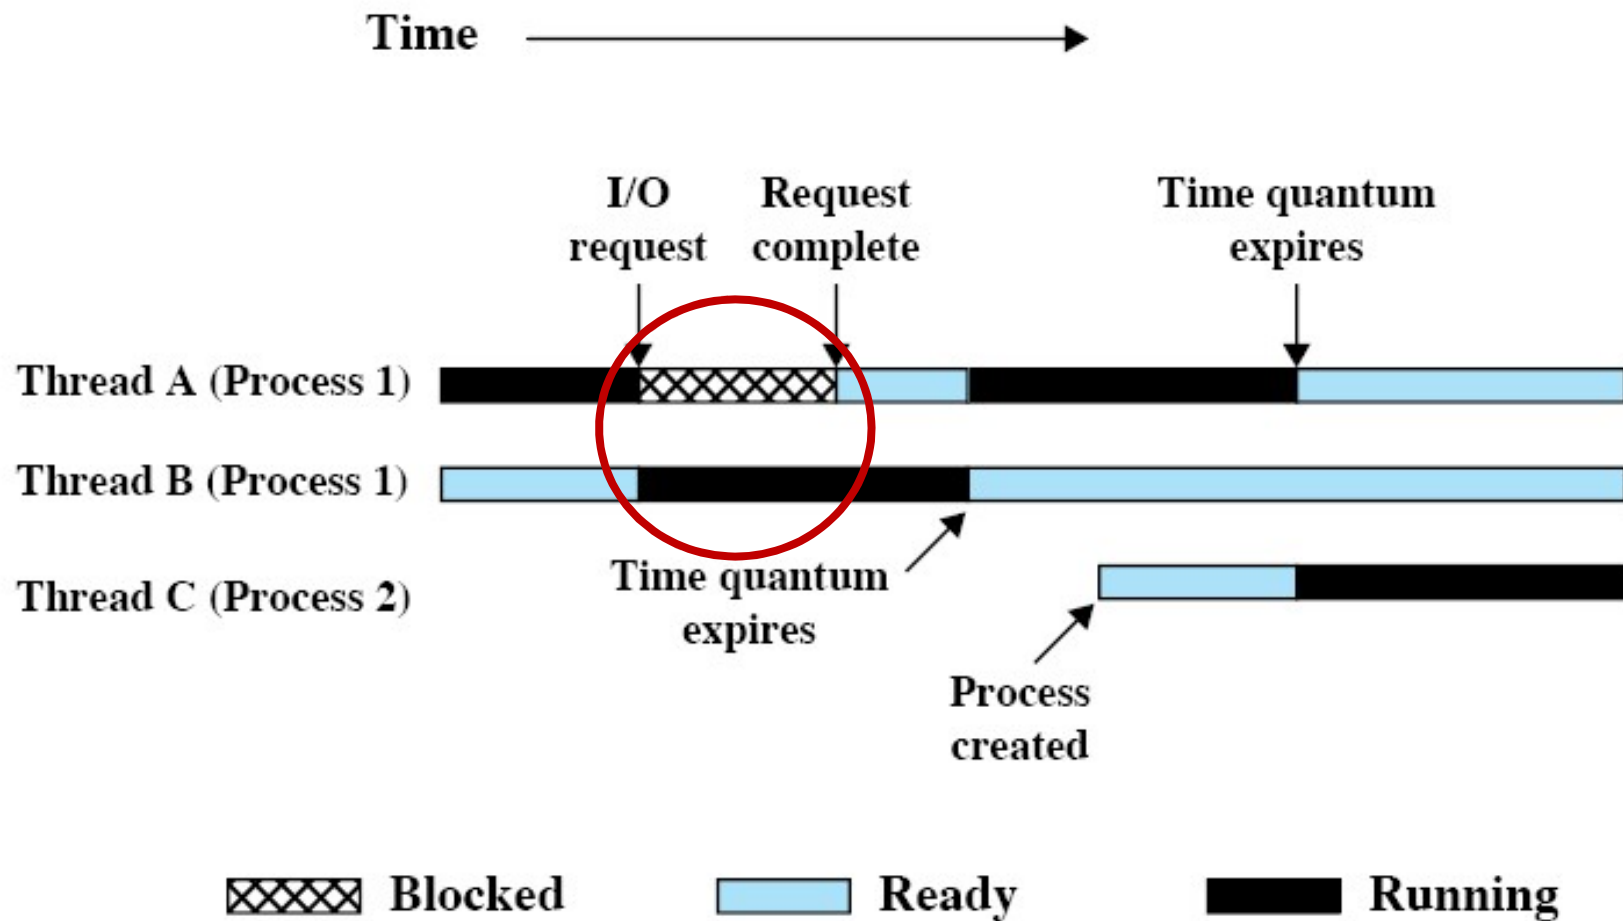 Time
I/O
request
Request
complete
Time quantum
expires
Thread A (Process 1)
Thread B (Process 1)
Time quantum
expires
Thread C (Process 2)
Process
created
Blocked
Ready
Running